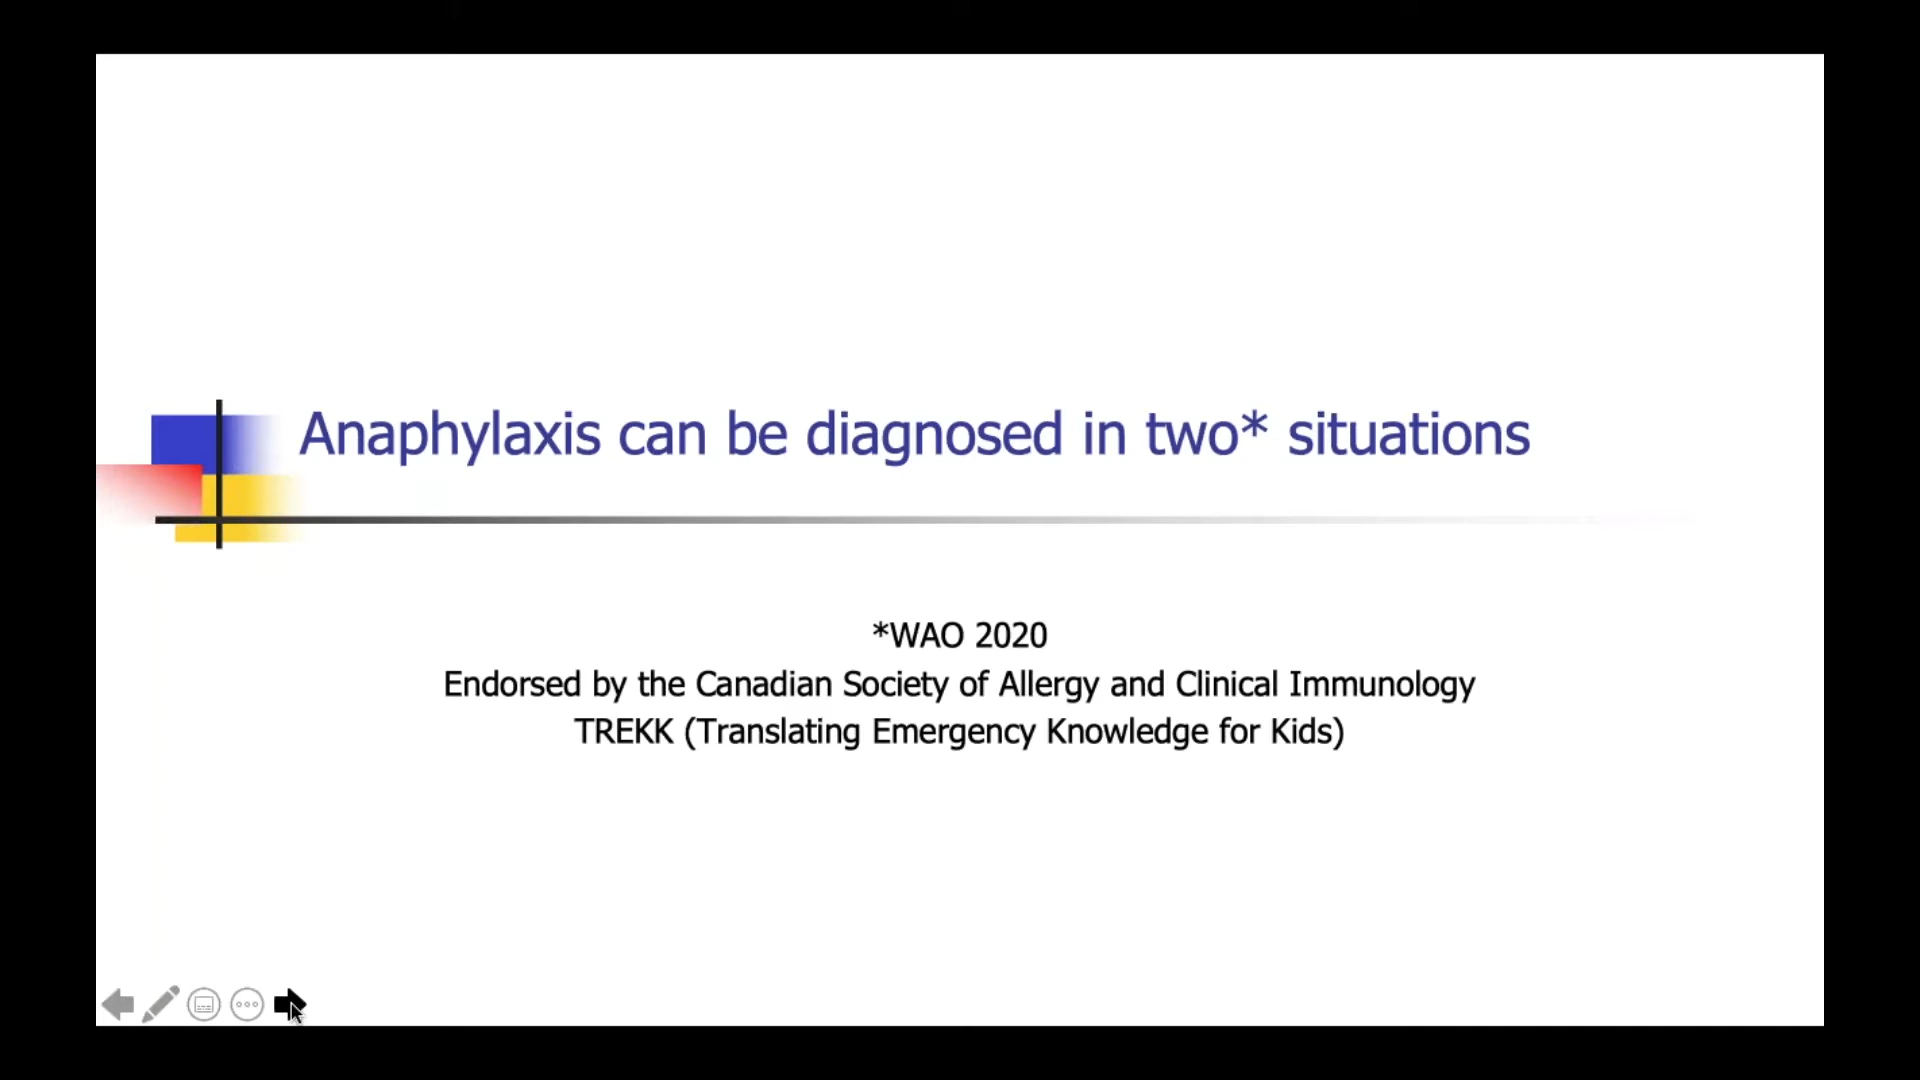 Anaphylaxis can be diagnosed in two* situations
*WAO 2020
Endorsed by the Canadian Society of Allergy and Clinical Immunology
TREKK (Translating Emergency Knowledge for Kids)